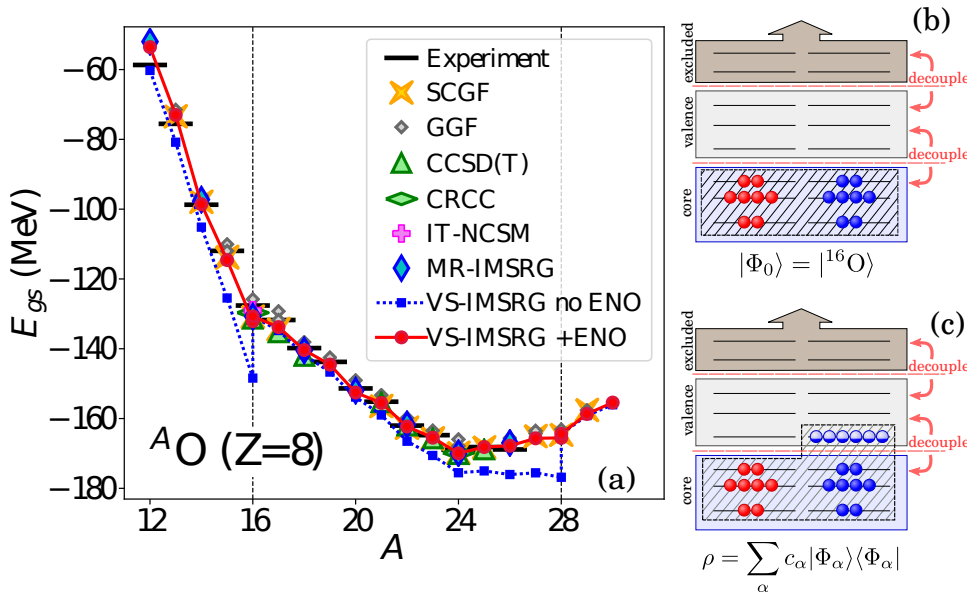 E_gs (MeV)
−60
−80
−100
−120
−140
−160
−180
12
16
20
24
28
A
Experiment
SCGF
GGF
CCSD(T)
CRCC
IT-NCSM
MR-IMSRG
VS-IMSRG no ENO
VS-IMSRG +ENO
ᴬO (Z=8)
(a)
(b)
excluded
valence
core
decouple
decouple
|Φ₀⟩ = |¹⁶O⟩
(c)
excluded
valence
core
decouple
decouple
ρ = ∑_α c_α|Φ_α⟩⟨Φ_α|